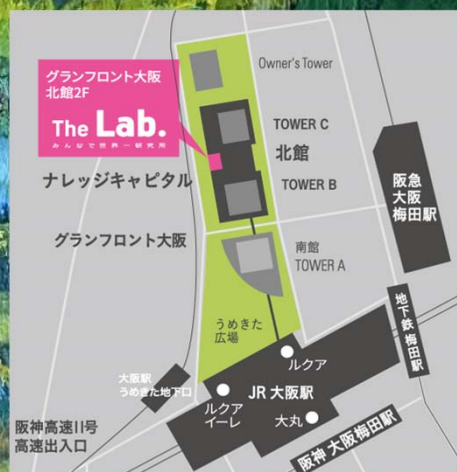 グランフロント大阪
北館2F
The Lab.
みんなで世界一研究所
ナレッジキャピタル
グランフロント大阪
Owner's Tower
TOWER C
北館
TOWER B
南館
TOWER A
うめきた
広場
阪急
大阪
梅田駅
地下鉄 梅田駅
大阪駅
うめきた地下口
ルクア
JR 大阪駅
ルクア
イーレ
大丸
阪神 大阪梅田駅
阪神高速11号
高速出入口